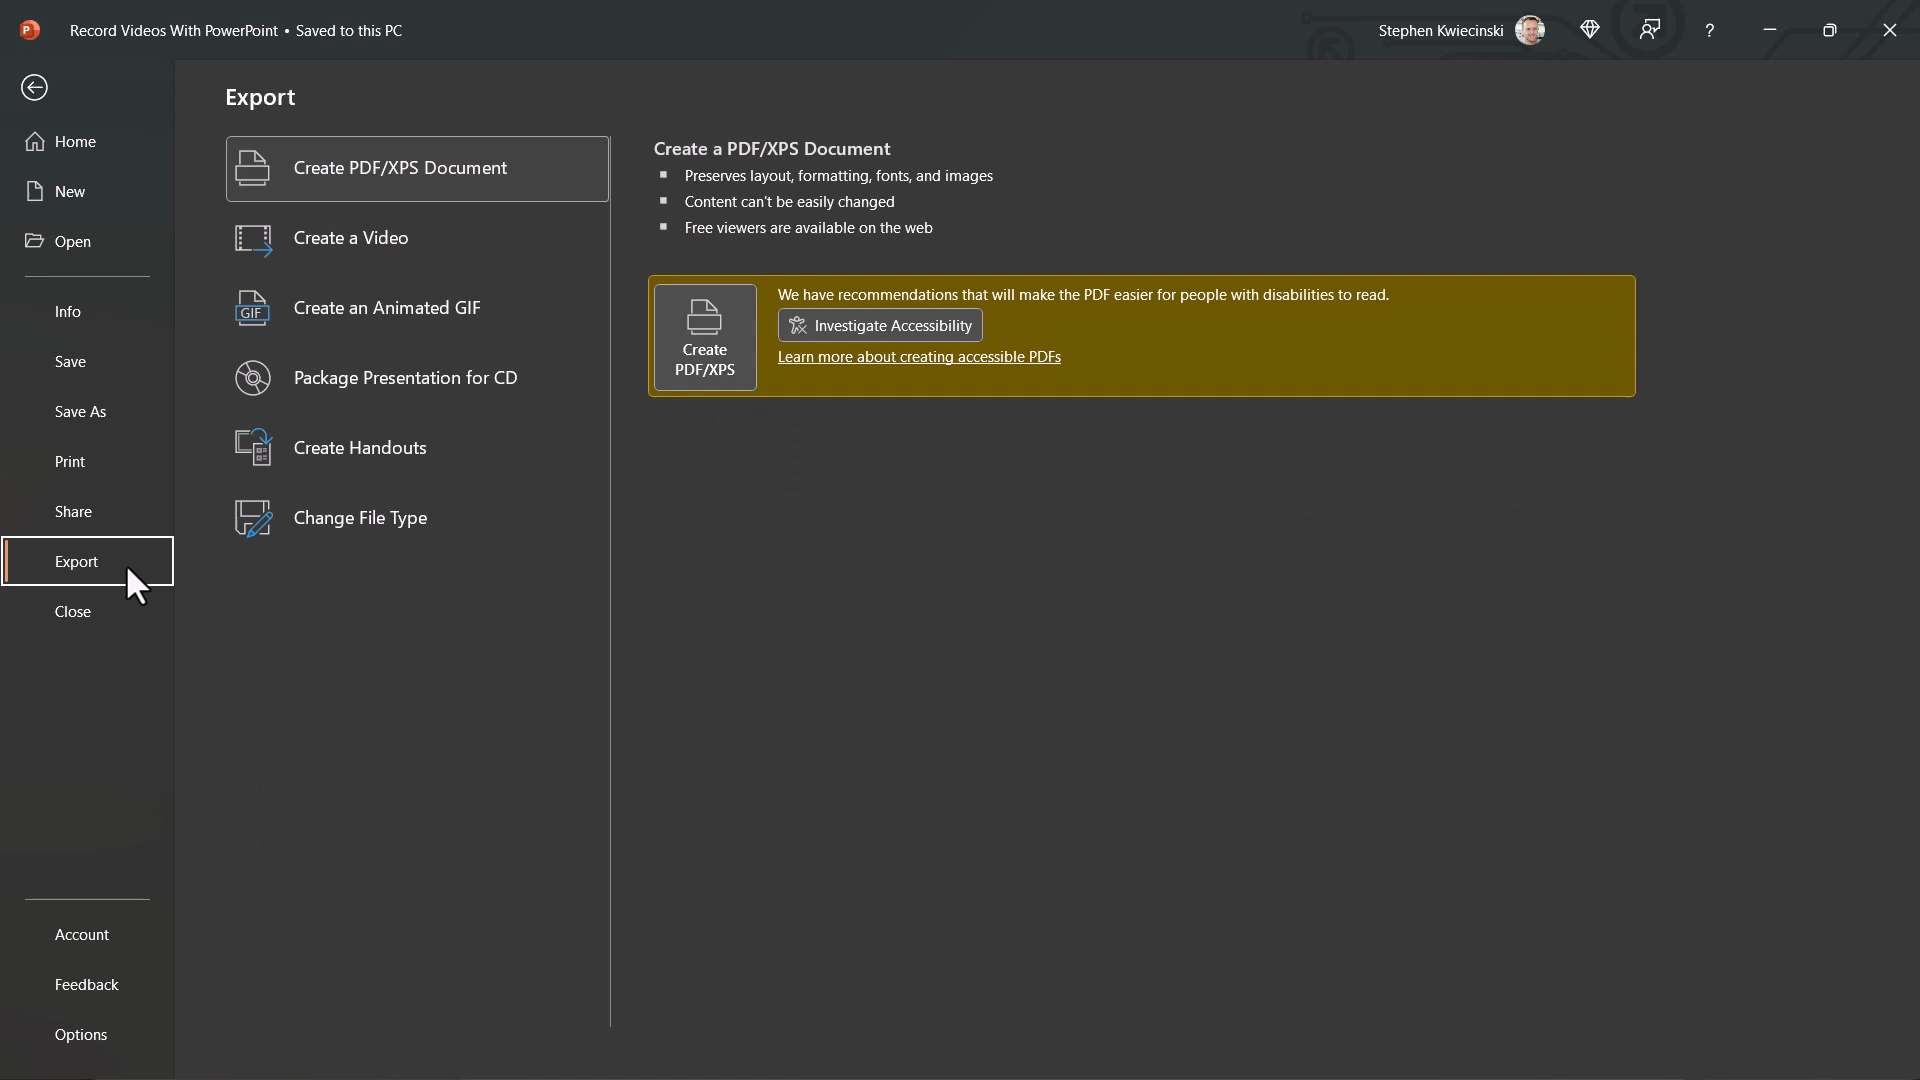 Record Videos With PowerPoint • Saved to this PC
Stephen Kwiecinski
Home
New
Open
Info
Save
Save As
Print
Share
Export
Close
Account
Feedback
Options
Export
Create PDF/XPS Document
Create a Video
GIF
Create an Animated GIF
Package Presentation for CD
Create Handouts
Change File Type
Create a PDF/XPS Document
Preserves layout, formatting, fonts, and images
Content can't be easily changed
Free viewers are available on the web
Create
PDF/XPS
We have recommendations that will make the PDF easier for people with disabilities to read.
Investigate Accessibility
Learn more about creating accessible PDFs